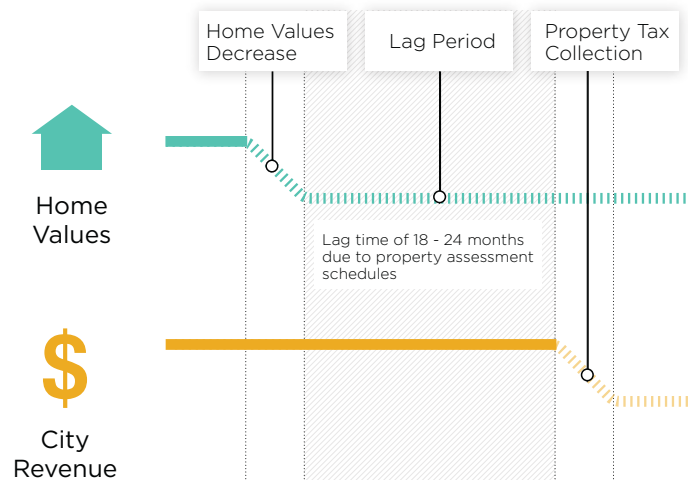 Home Values
Decrease
Lag Period
Property Tax
Collection
Home
Values
Lag time of 18 - 24 months
due to property assessment
schedules
$
City
Revenue